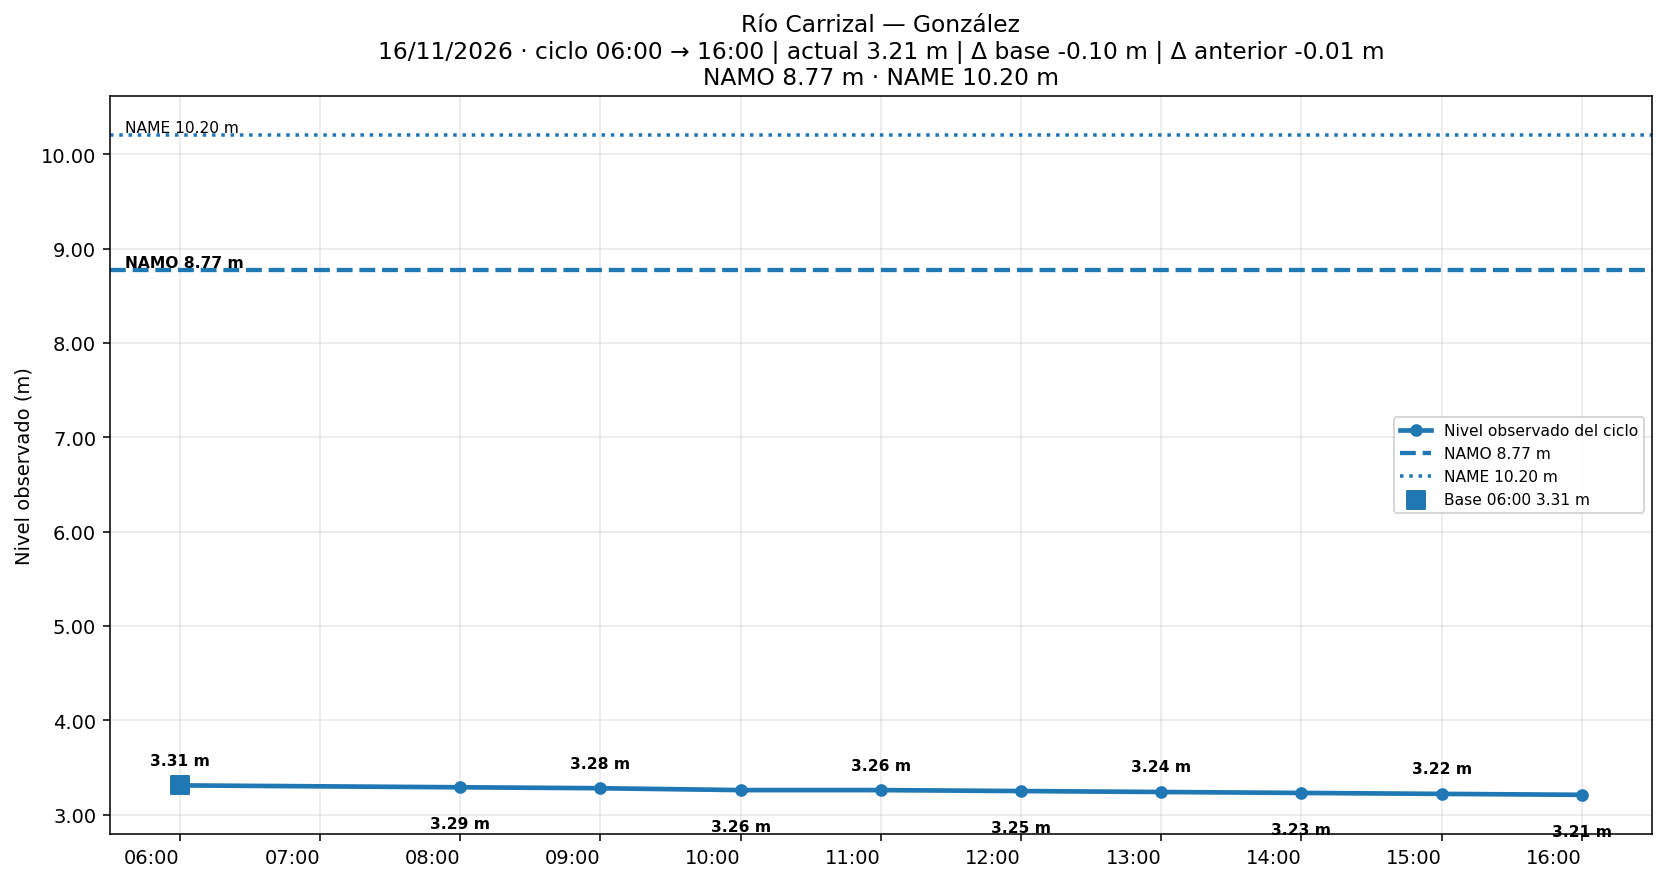 Río Carrizal — González
16/11/2026 · ciclo 06:00 → 16:00 | actual 3.21 m | Δ base -0.10 m | Δ anterior -0.01 m
NAMO 8.77 m · NAME 10.20 m
NAME 10.20 m
NAMO 8.77 m
Nivel observado (m)
10.00
9.00
8.00
7.00
6.00
5.00
4.00
3.00
Nivel observado del ciclo
NAMO 8.77 m
NAME 10.20 m
Base 06:00 3.31 m
3.31 m
3.29 m
3.28 m
3.26 m
3.26 m
3.25 m
3.24 m
3.23 m
3.22 m
3.21 m
06:00 07:00 08:00 09:00 10:00 11:00 12:00 13:00 14:00 15:00 16:00